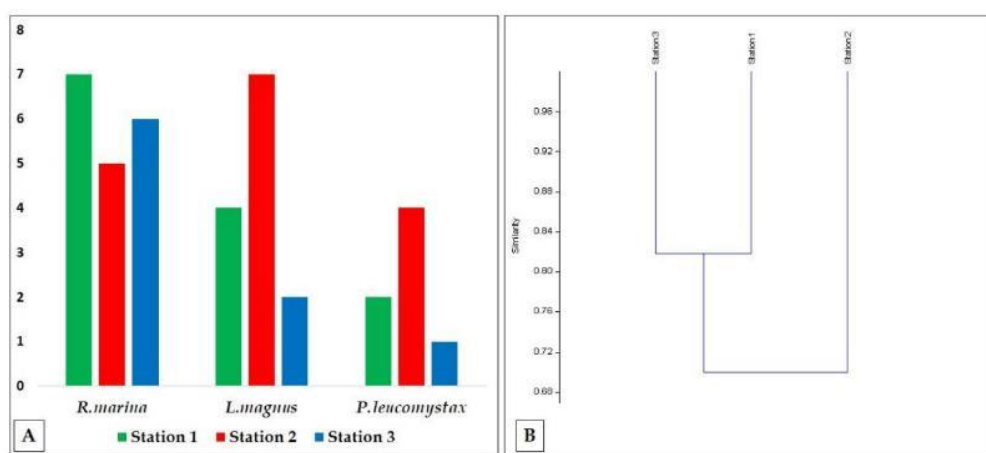 8
7
6
5
4
3
2
1
0
R.marina L.magnus P.leucomystax
Station 1 Station 2 Station 3
A
Station3 Station1 Station2
0.96
0.92
0.88
0.84
0.80
0.76
0.72
0.68
Similarity
B